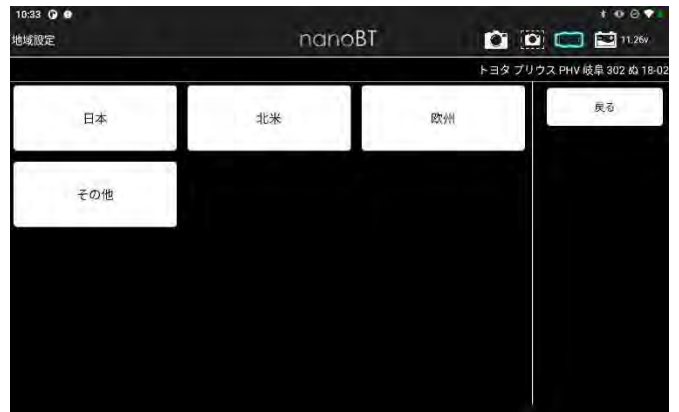 10:33
地域設定
nanoBT
11.26v
トヨタ プリウス PHV 岐阜 302 ぬ 18-02
日本
北米
欧州
戻る
その他